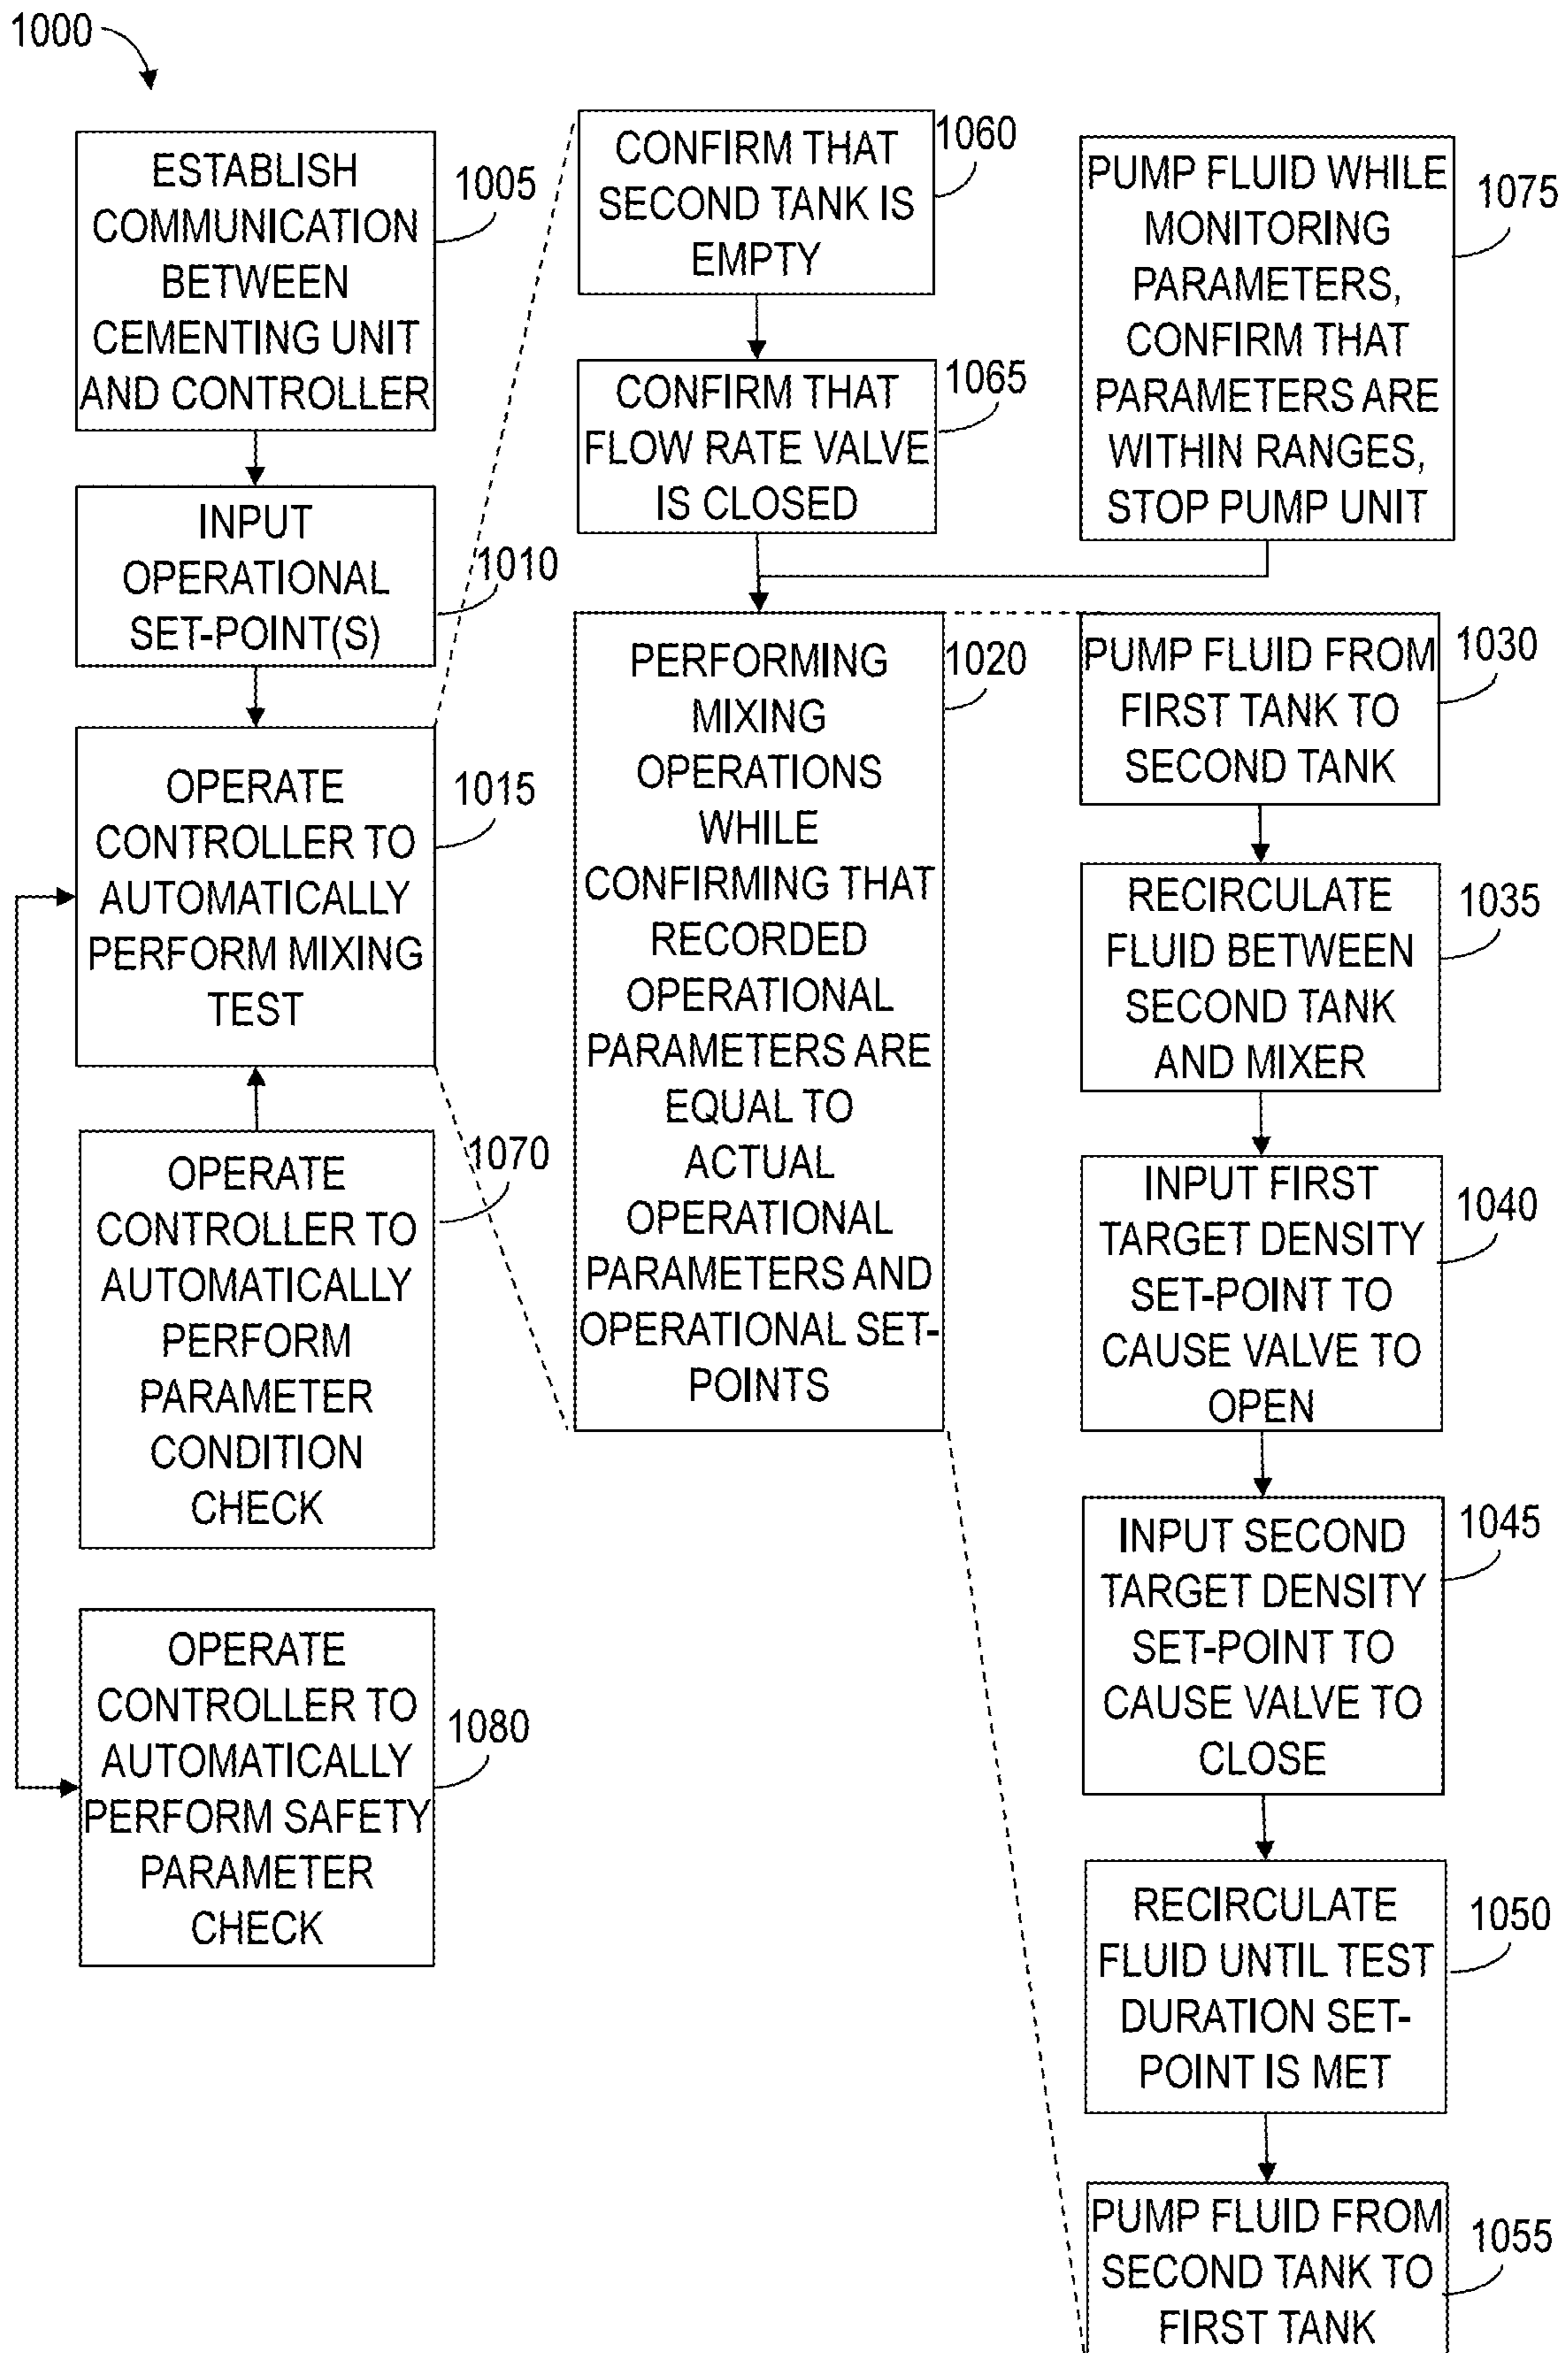 1000
ESTABLISH
COMMUNICATION
BETWEEN
CEMENTING UNIT
AND CONTROLLER
1005
INPUT
OPERATIONAL
SET-POINT(S)
1010
OPERATE
CONTROLLER TO
AUTOMATICALLY
PERFORM MIXING
TEST
1015
OPERATE
CONTROLLER TO
AUTOMATICALLY
PERFORM
PARAMETER
CONDITION
CHECK
1070
OPERATE
CONTROLLER TO
AUTOMATICALLY
PERFORM SAFETY
PARAMETER
CHECK
1080
CONFIRM THAT
SECOND TANK IS
EMPTY
1060
CONFIRM THAT
FLOW RATE VALVE
IS CLOSED
1065
PERFORMING
MIXING
OPERATIONS
WHILE
CONFIRMING THAT
RECORDED
OPERATIONAL
PARAMETERS ARE
EQUAL TO
ACTUAL
OPERATIONAL
PARAMETERS AND
OPERATIONAL SET-
POINTS
1020
PUMP FLUID WHILE
MONITORING
PARAMETERS,
CONFIRM THAT
PARAMETERS ARE
WITHIN RANGES,
STOP PUMP UNIT
1075
PUMP FLUID FROM
FIRST TANK TO
SECOND TANK
1030
RECIRCULATE
FLUID BETWEEN
SECOND TANK
AND MIXER
1035
INPUT FIRST
TARGET DENSITY
SET-POINT TO
CAUSE VALVE TO
OPEN
1040
INPUT SECOND
TARGET DENSITY
SET-POINT TO
CAUSE VALVE TO
CLOSE
1045
RECIRCULATE
FLUID UNTIL TEST
DURATION SET-
POINT IS MET
1050
PUMP FLUID FROM
SECOND TANK TO
FIRST TANK
1055